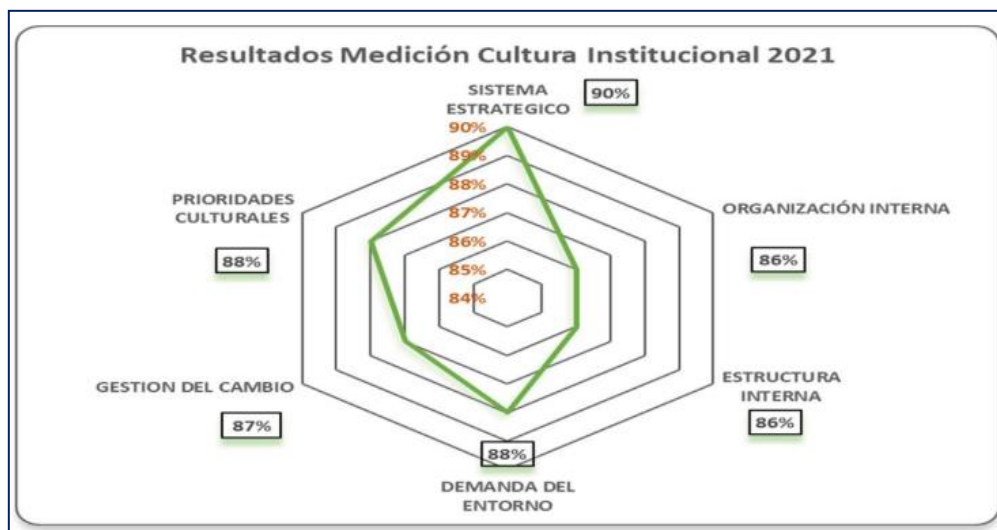 Resultados Medición Cultura Institucional 2021
SISTEMA
ESTRATEGICO
90%
90%
89%
88%
87%
86%
85%
84%
ORGANIZACIÓN INTERNA
86%
ESTRUCTURA
INTERNA
86%
88%
DEMANDA DEL
ENTORNO
GESTION DEL CAMBIO
87%
PRIORIDADES
CULTURALES
88%